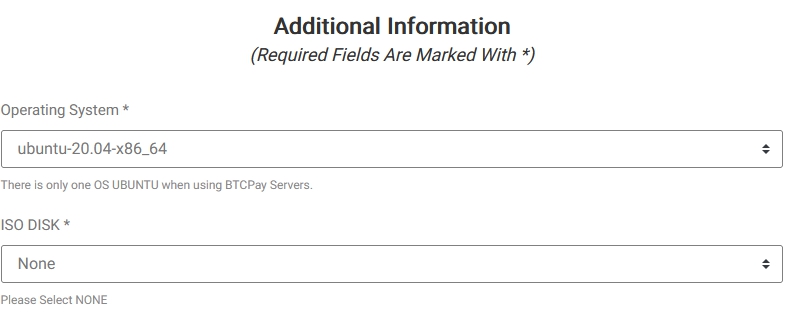 Additional Information
(Required Fields Are Marked With *)
Operating System *
ubuntu-20.04-x86_64
There is only one OS UBUNTU when using BTCPay Servers.
ISO DISK *
None
Please Select NONE